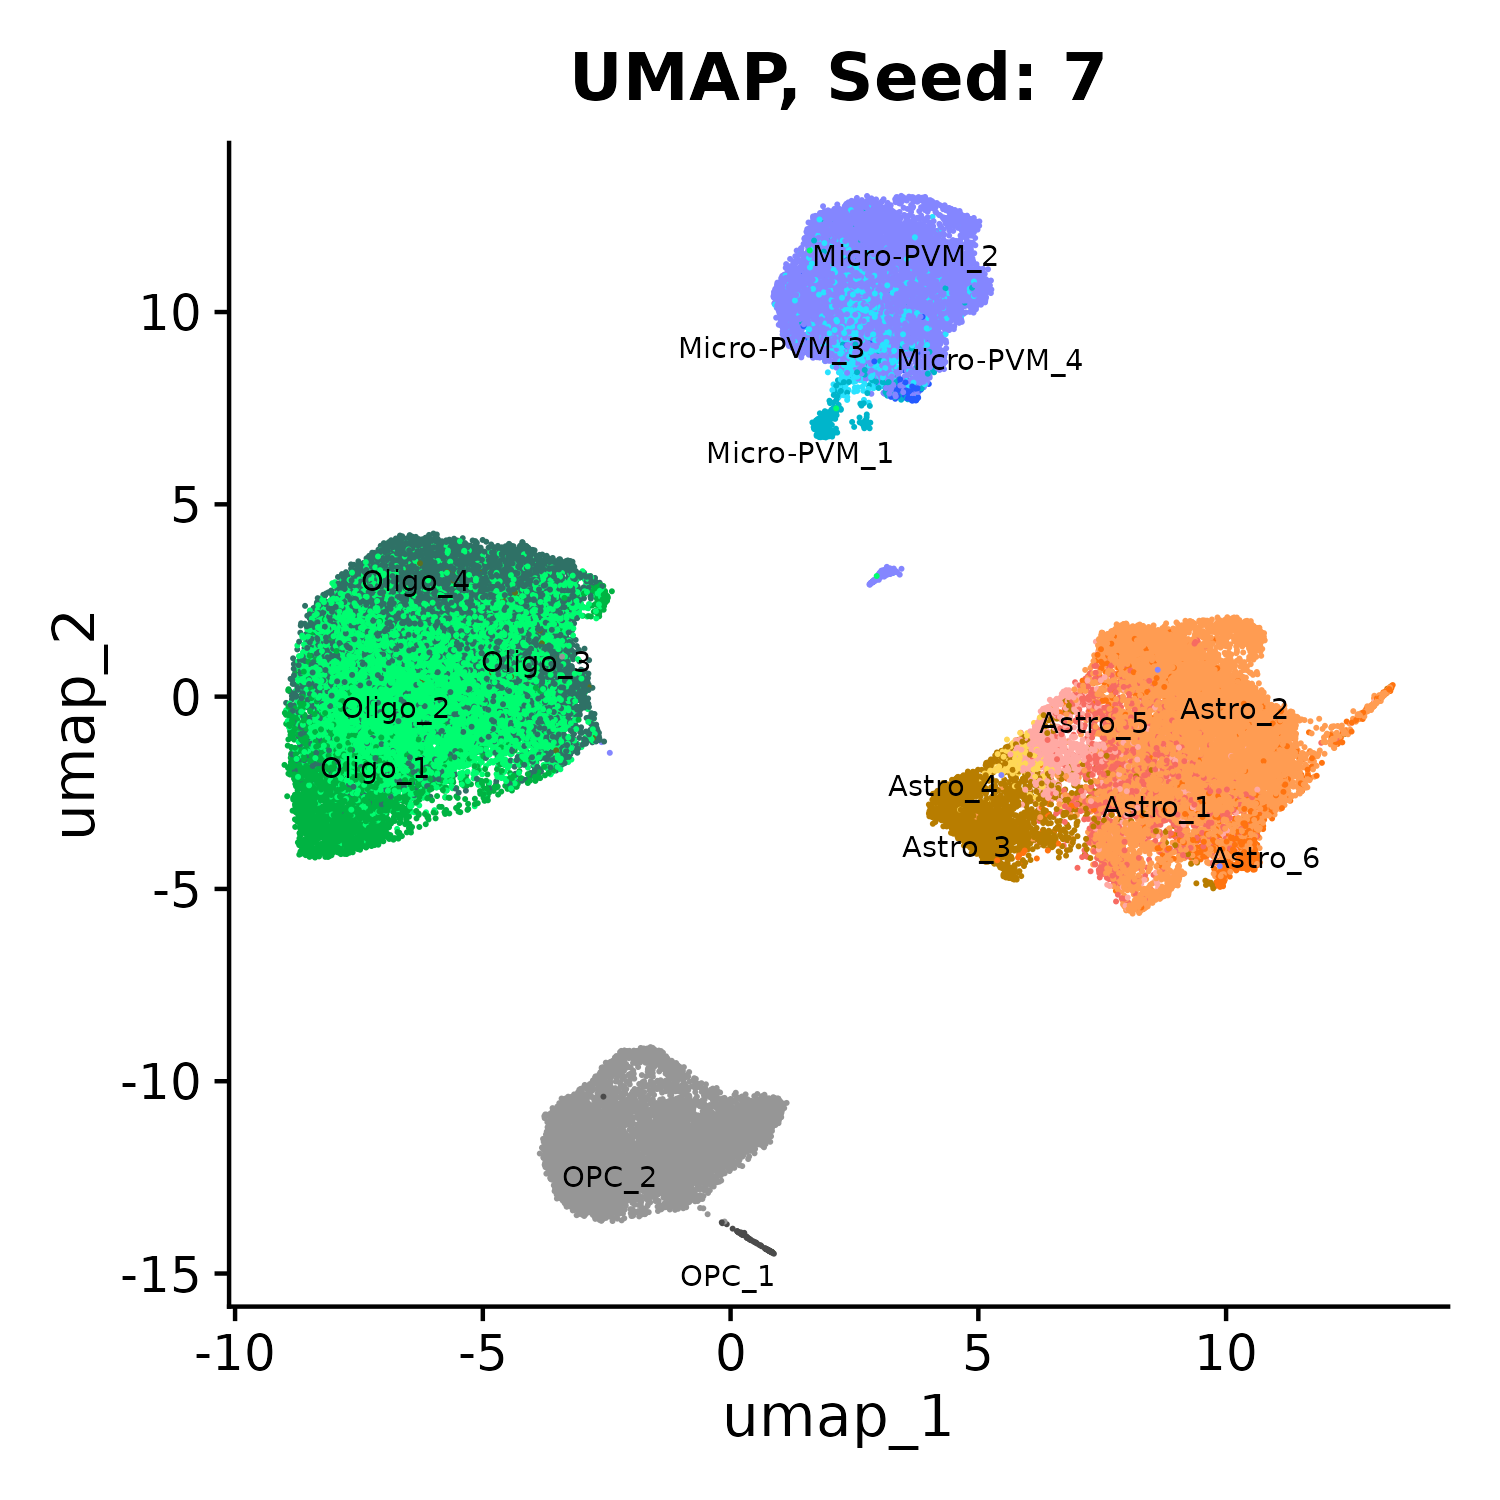 UMAP, Seed: 7
umap_2
10
5
0
-5
-10
-15
Micro-PVM_2
Micro-PVM_3
Micro-PVM_4
Micro-PVM_1
Oligo_4
Oligo_3
Oligo_2
Oligo_1
Astro_2
Astro_5
Astro_4
Astro_1
Astro_3
Astro_6
OPC_2
OPC_1
-10
-5
0
5
10
umap_1